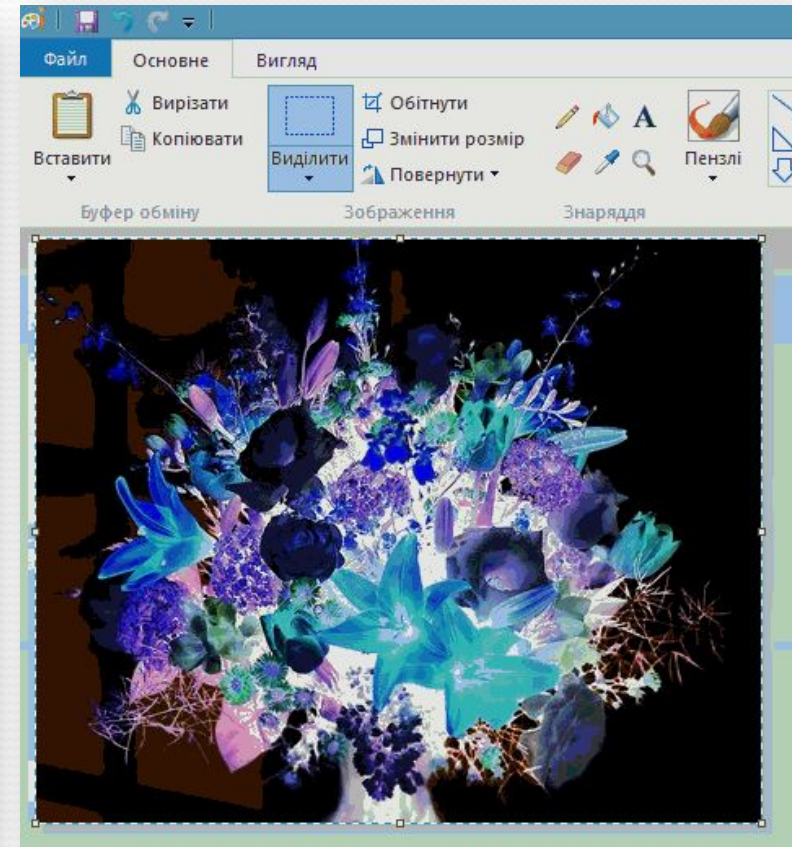 Файл Основне Вигляд
Вирізати
Копіювати
Вставити
Буфер обміну
Виділити
Обітнути
Змінити розмір
Повернути
Зображення
A
Знаряддя
Пензлі